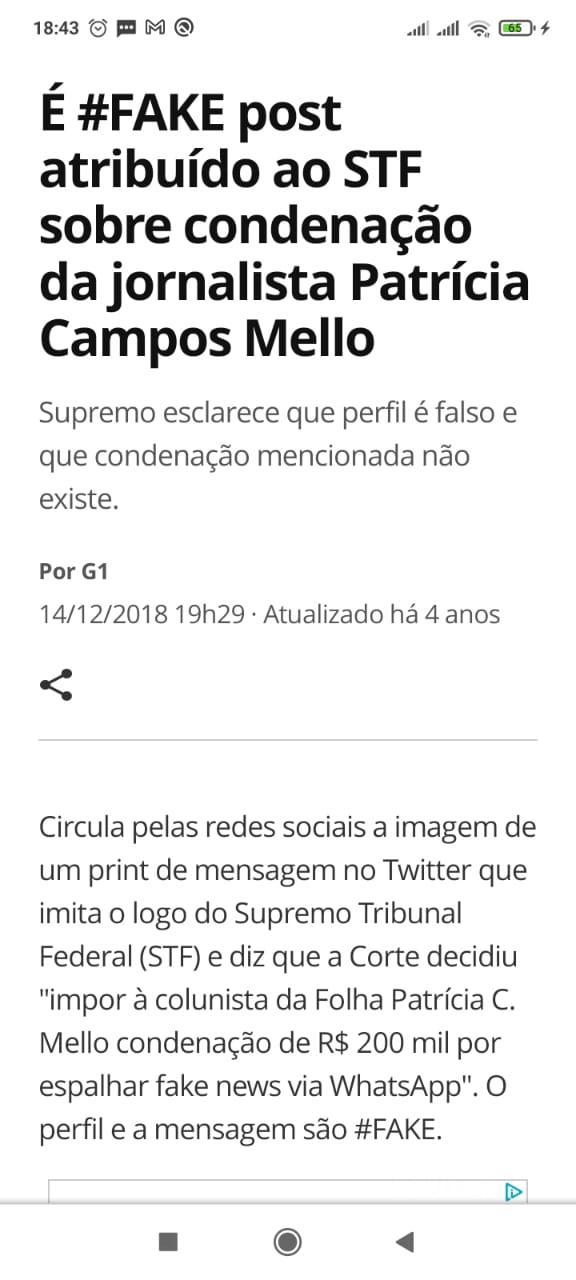 18:43
65
É #FAKE post
atribuído ao STF
sobre condenação
da jornalista Patrícia
Campos Mello
Supremo esclarece que perfil é falso e
que condenação mencionada não
existe.
Por G1
14/12/2018 19h29 · Atualizado há 4 anos
Circula pelas redes sociais a imagem de
um print de mensagem no Twitter que
imita o logo do Supremo Tribunal
Federal (STF) e diz que a Corte decidiu
"impor à colunista da Folha Patrícia C.
Mello condenação de R$ 200 mil por
espalhar fake news via WhatsApp". O
perfil e a mensagem são #FAKE.